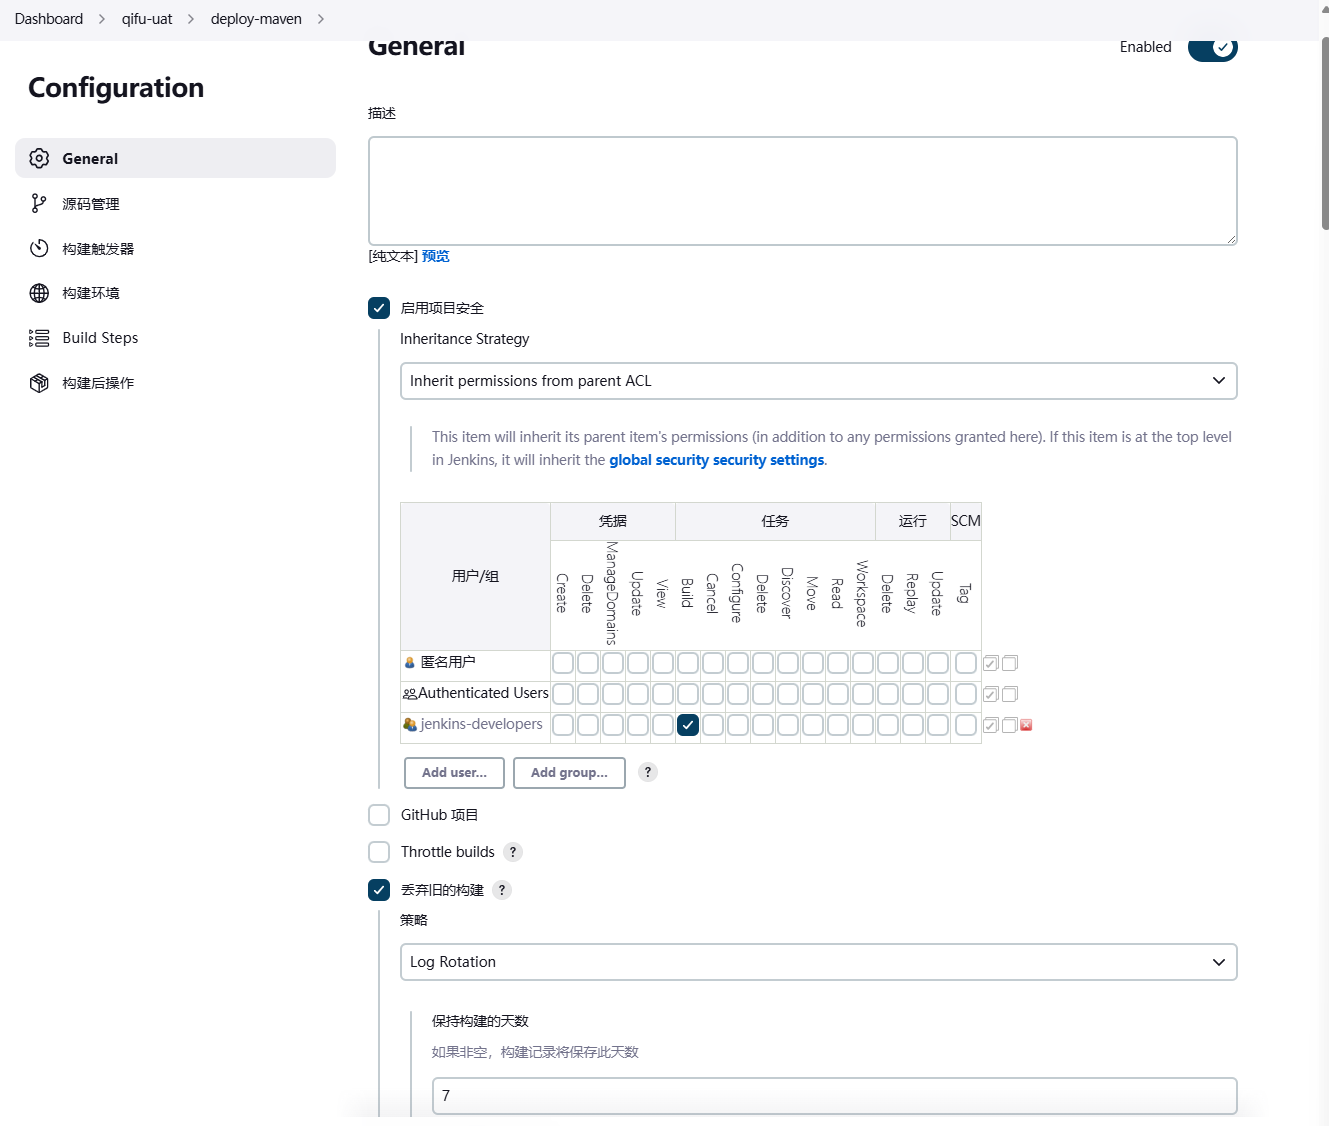 Dashboard > qifu-uat > deploy-maven >
General
Enabled
Configuration
General
源码管理
构建触发器
构建环境
Build Steps
构建后操作
描述
[纯文本] 预览
启用项目安全
Inheritance Strategy
Inherit permissions from parent ACL
This item will inherit its parent item's permissions (in addition to any permissions granted here). If this item is at the top level
in Jenkins, it will inherit the global security security settings.
用户/组
凭据 任务 运行 SCM
Create Delete ManageDomains Update View Build Cancel Configure Delete Discover Move Read Workspace Delete Replay Update Tag
匿名用户
Authenticated Users
jenkins-developers
Add user... Add group... ?
GitHub 项目
Throttle builds ?
丢弃旧的构建 ?
策略
Log Rotation
保持构建的天数
如果非空，构建记录将保存此天数
7